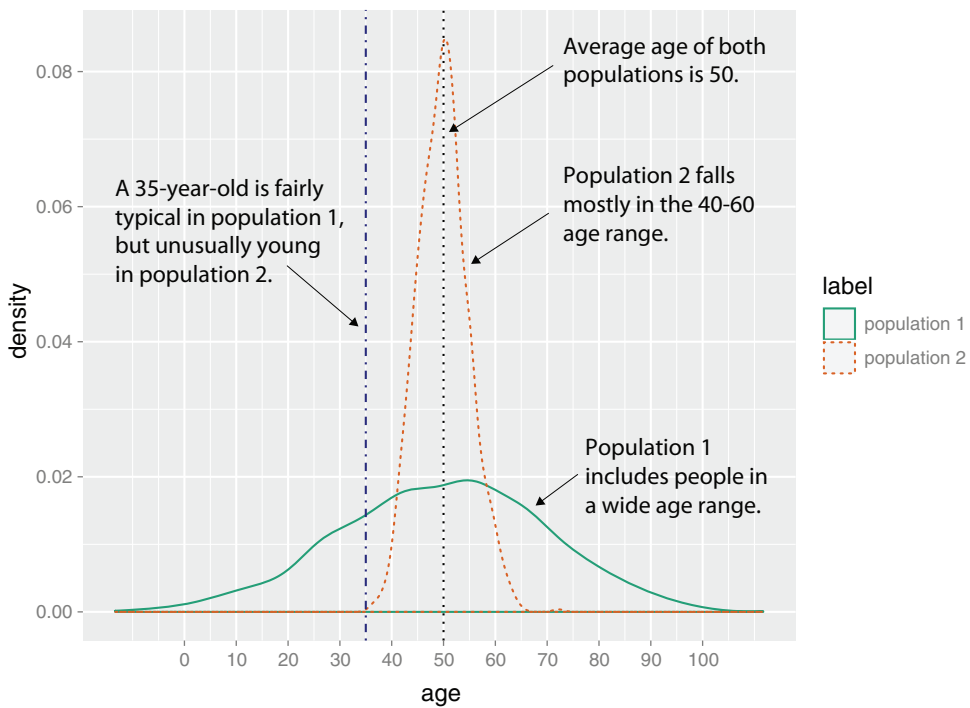 Average age of both
populations is 50.
A 35-year-old is fairly
typical in population 1,
but unusually young
in population 2.
Population 2 falls
mostly in the 40-60
age range.
Population 1
includes people in
a wide age range.
density
0.08
0.06
0.04
0.02
0.00
0 10 20 30 40 50 60 70 80 90 100
age
label
population 1
population 2